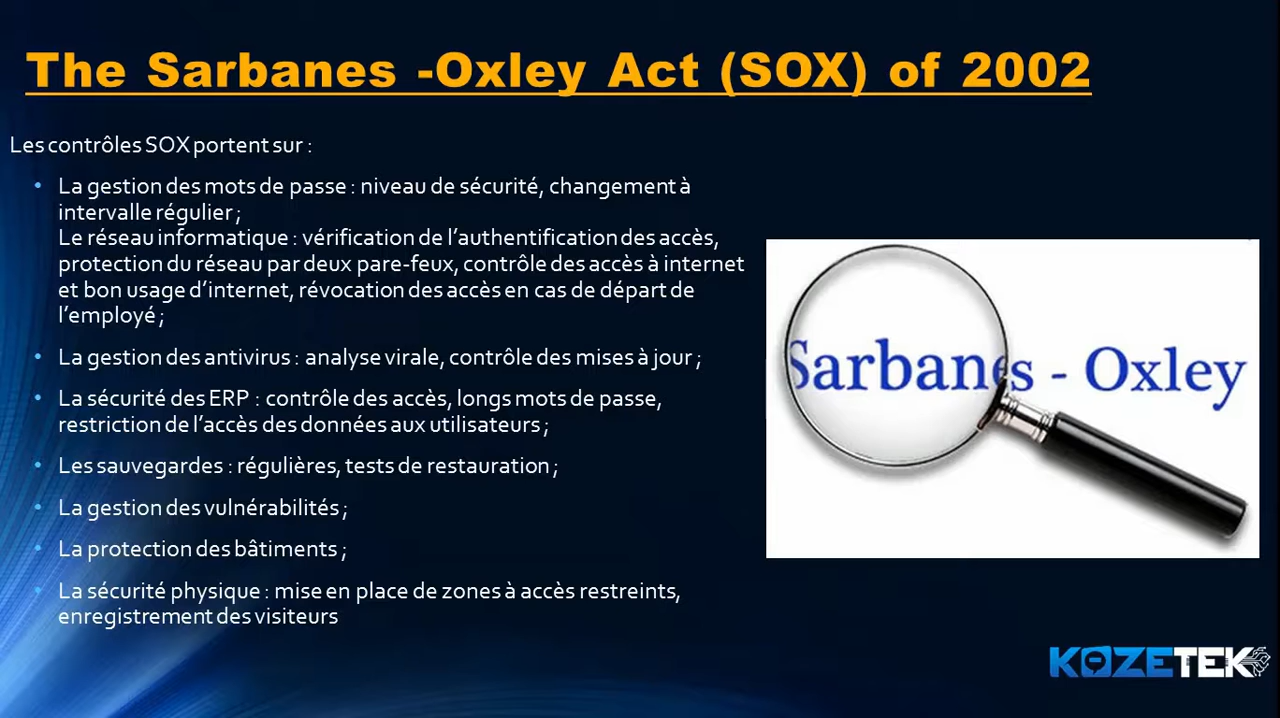 The Sarbanes -Oxley Act (SOX) of 2002
Les contrôles SOX portent sur :
• La gestion des mots de passe : niveau de sécurité, changement à
intervalle régulier ;
Le réseau informatique : vérification de l’authentification des accès,
protection du réseau par deux pare-feux, contrôle des accès à internet
et bon usage d’internet, révocation des accès en cas de départ de
l’employé ;
• La gestion des antivirus : analyse virale, contrôle des mises à jour ;
• La sécurité des ERP : contrôle des accès, longs mots de passe,
restriction de l’accès des données aux utilisateurs ;
• Les sauvegardes : régulières, tests de restauration ;
• La gestion des vulnérabilités ;
• La protection des bâtiments ;
• La sécurité physique : mise en place de zones à accès restreints,
enregistrement des visiteurs
Sarbanes - Oxley
KOZETEK